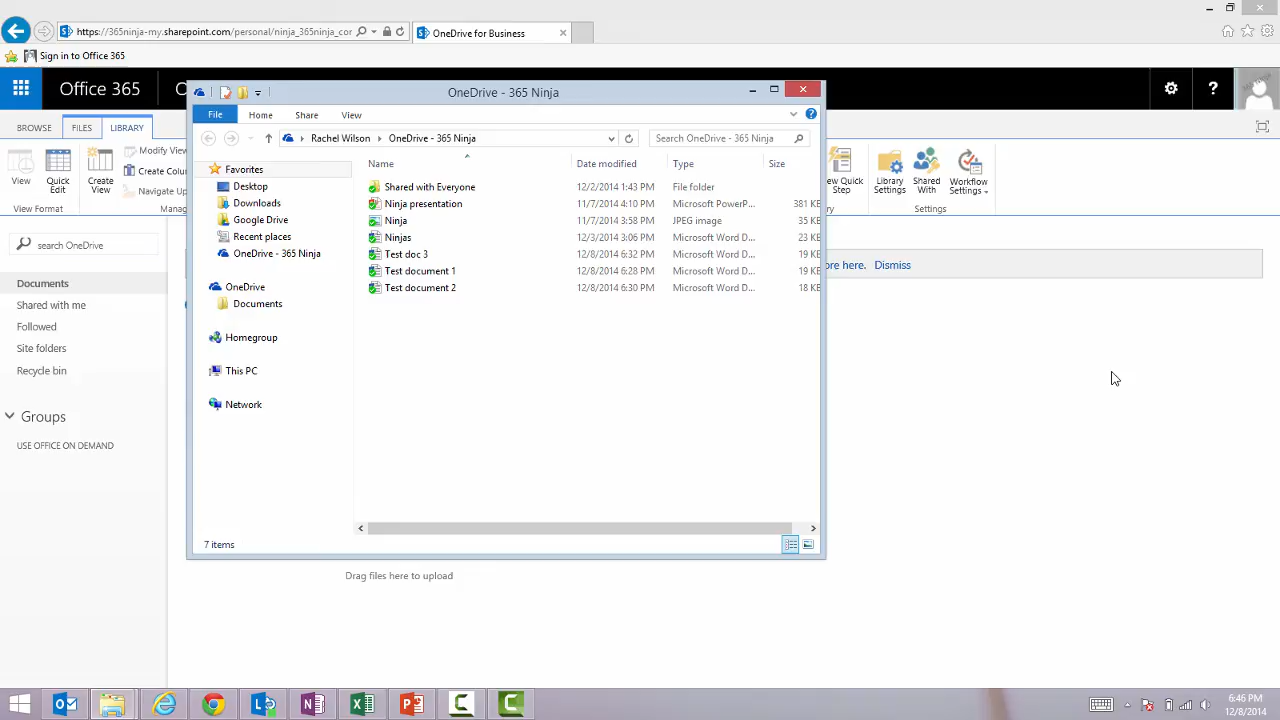 https://365ninja-my.sharepoint.com/personal/ninja_365ninja_cor
OneDrive for Business
Sign in to Office 365
Office 365
OneDrive - 365 Ninja
File
Home
Share
View
BROWSE
FILES
LIBRARY
Rachel Wilson
OneDrive - 365 Ninja
Search OneDrive - 365 Ninja
View
Quick Edit
Create View
Modify View
Create Colu
Navigate Up
View Format
Manag
ew Quick
Step
Library Settings
Shared With
Workflow Settings
Settings
search OneDrive
ore here. Dismiss
Documents
Shared with me
Followed
Site folders
Recycle bin
Groups
USE OFFICE ON DEMAND
Favorites
Desktop
Downloads
Google Drive
Recent places
OneDrive - 365 Ninja
OneDrive
Documents
Homegroup
This PC
Network
Name Date modified Type Size
Shared with Everyone 12/2/2014 1:43 PM File folder
Ninja presentation 11/7/2014 4:10 PM Microsoft PowerP... 381 KB
Ninja 11/7/2014 3:58 PM JPEG image 35 KB
Ninjas 12/3/2014 3:06 PM Microsoft Word D... 23 KB
Test doc 3 12/8/2014 6:32 PM Microsoft Word D... 19 KB
Test document 1 12/8/2014 6:28 PM Microsoft Word D... 19 KB
Test document 2 12/8/2014 6:30 PM Microsoft Word D... 18 KB
7 items
Drag files here to upload
6:46 PM
12/8/2014